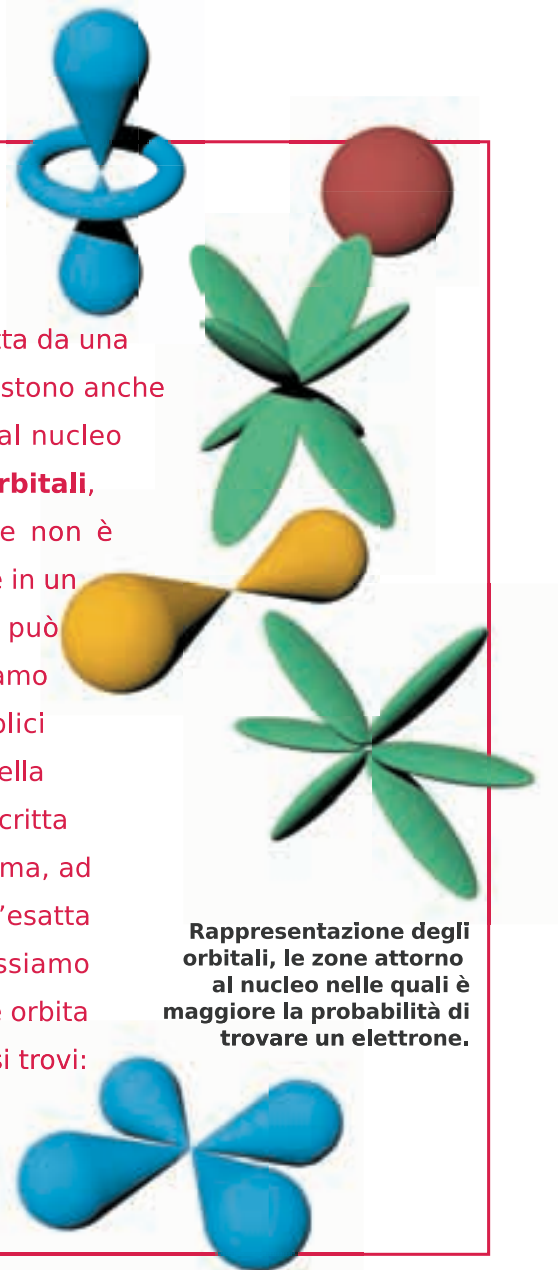 tta da una
stono anche
al nucleo
rbitali,
e non è
e in un
può
amo
olici
ella
critta
ma, ad
l’esatta
ssiamo
e orbita
si trovi:
Rappresentazione degli
orbitali, le zone attorno
al nucleo nelle quali è
maggiore la probabilità di
trovare un elettrone.